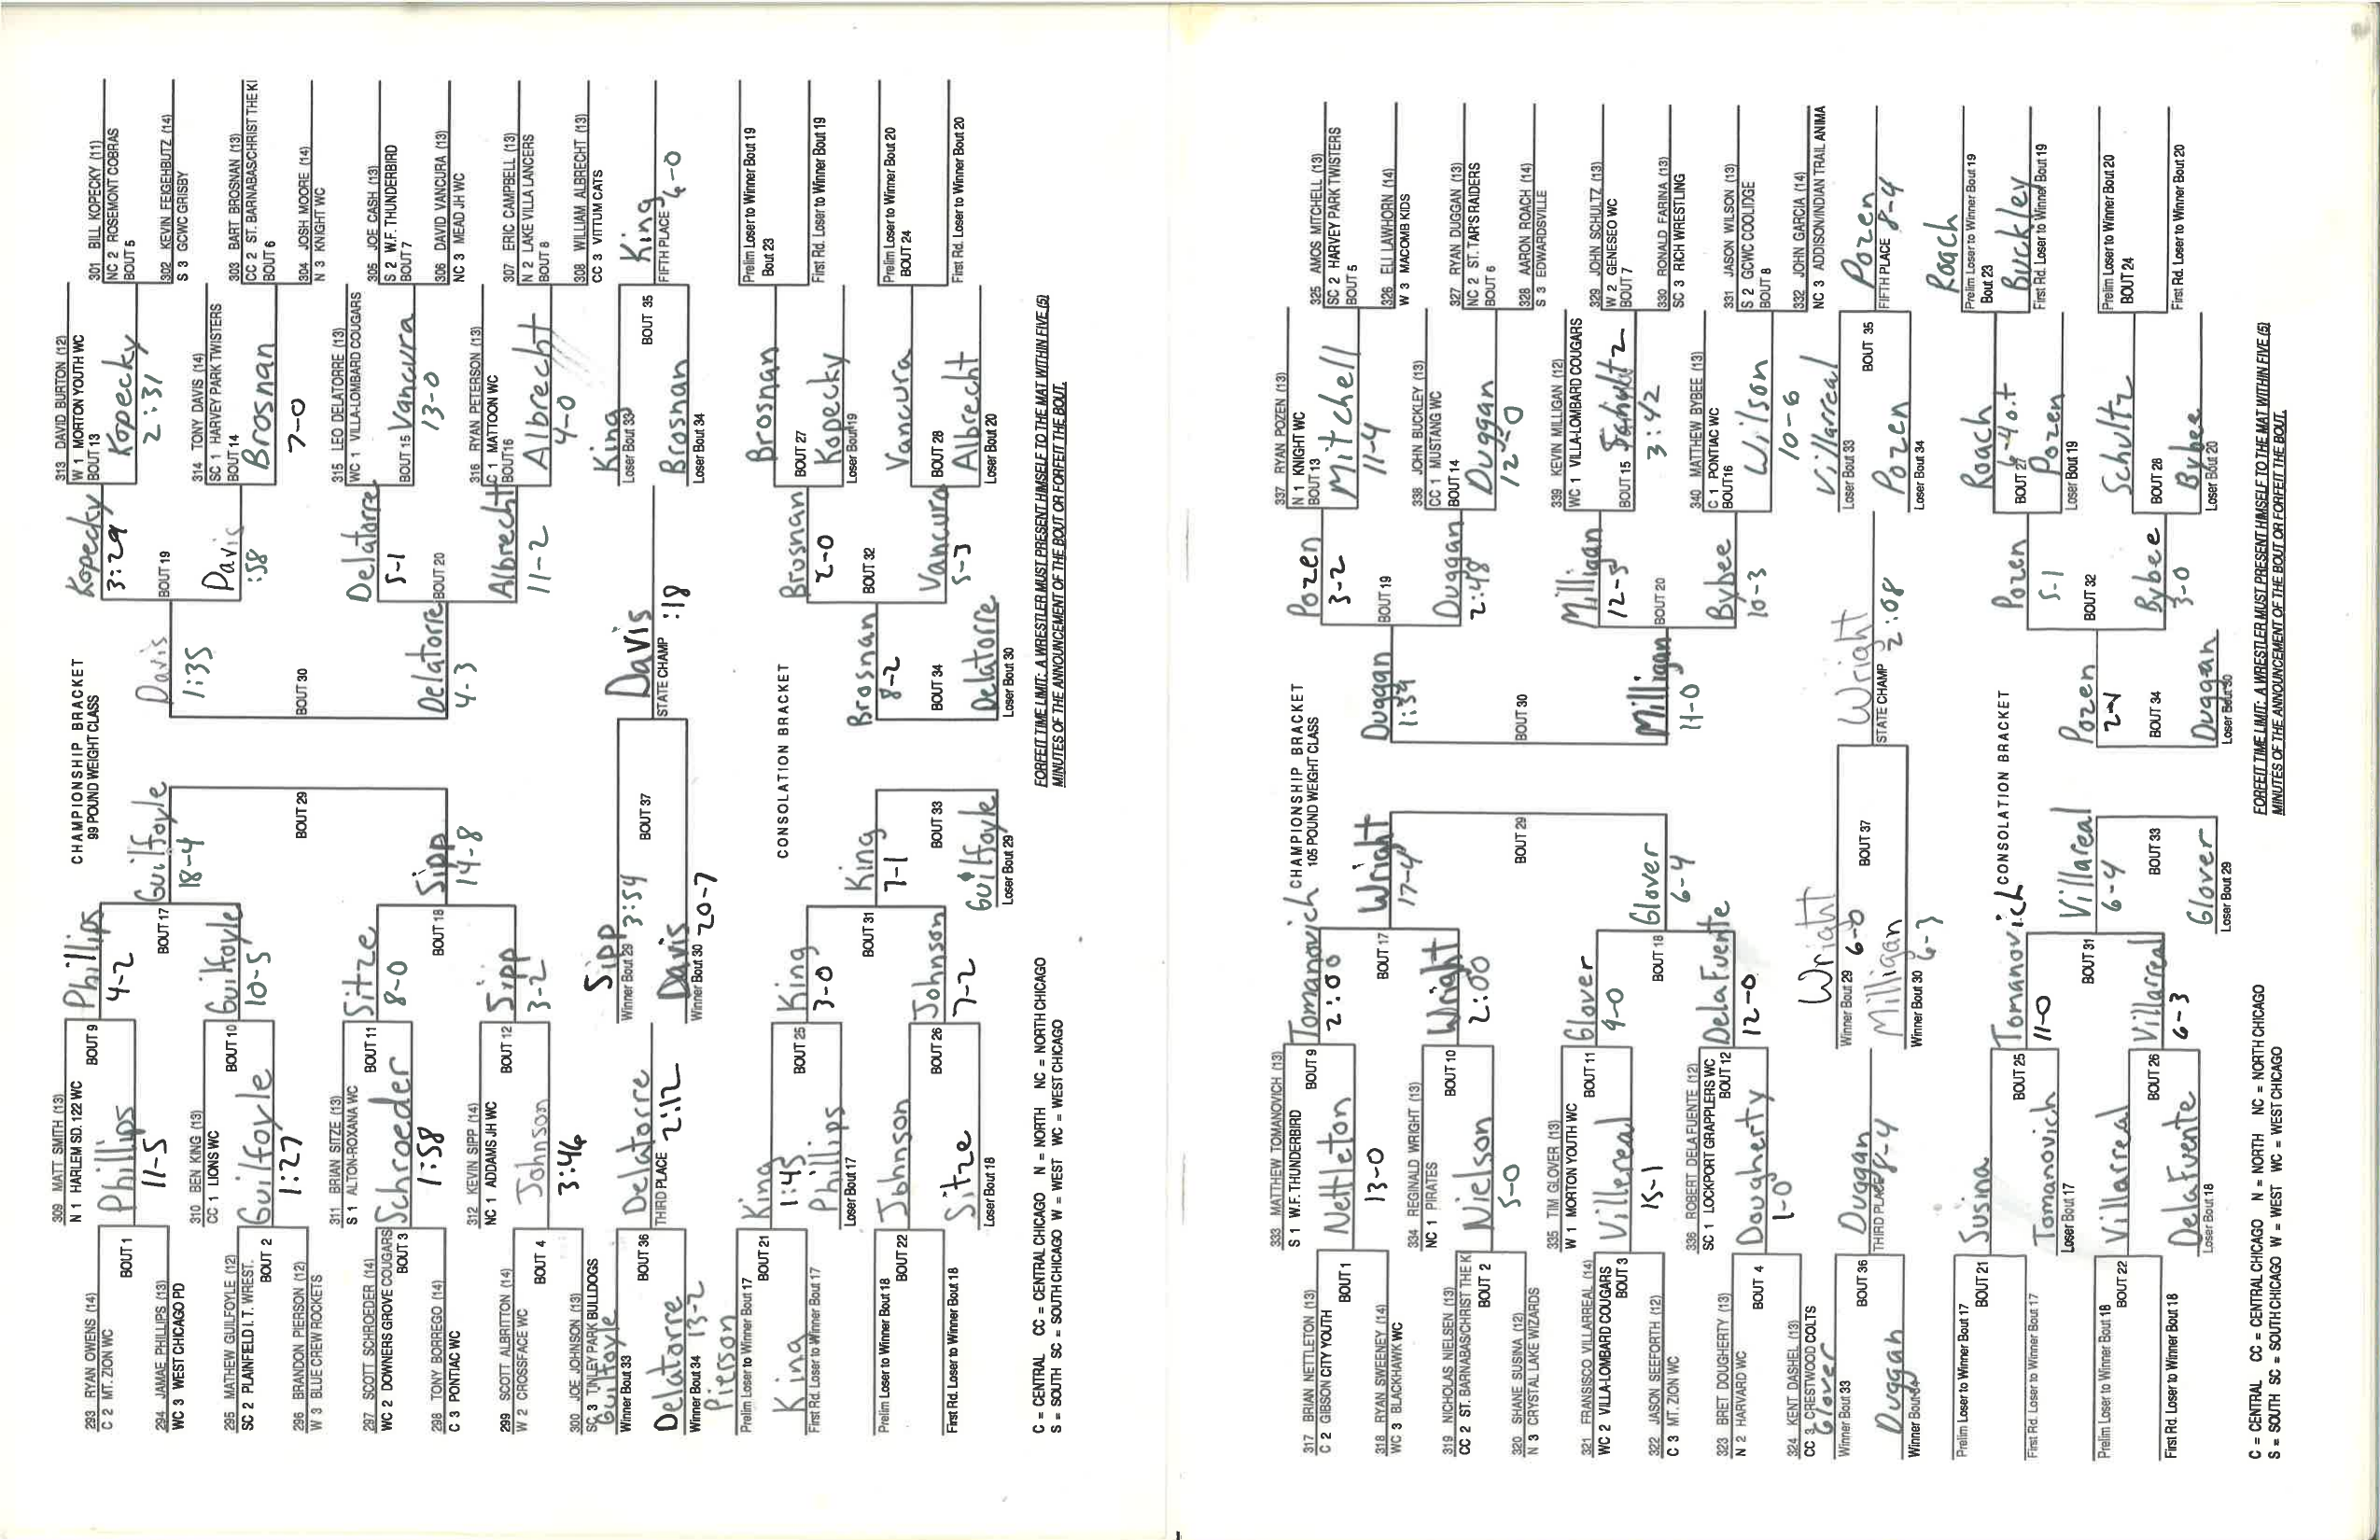 CHAMPIONSHIP BRACKET
99 POUND WEIGHT CLASS
293 RYAN OWENS (14)
C 2 MT. ZION WC
BOUT 1
294 JAMAE PHILLIPS (13)
WC 3 WEST CHICAGO PD
295 MATHEW GUILFOYLE (12)
SC 2 PLAINFIELD I. T. WREST.
BOUT 2
296 BRANDON PIERSON (12)
W 3 BLUE CREW ROCKETS
297 SCOTT SCHROEDER (14)
WC 2 DOWNERS GROVE COUGARS
BOUT 3
298 TONY BORREGO (14)
C 3 PONTIAC WC
299 SCOTT ALBRITTON (14)
W 2 CROSSFACE WC
BOUT 4
300 JOE JOHNSON (13)
SC 3 TINLEY PARK BULLDOGS
309 MATT SMITH (13)
N 1 HARLEM SD. 122 WC
BOUT 9
Phillips
11-5
310 BEN KING (13)
CC 1 LIONS WC
BOUT 10
Guilfoyle
1:27
311 BRIAN SITZE (13)
S 1 ALTON-ROXANA WC
BOUT 11
Schroeder
1:58
312 KEVIN SIPP (14)
NC 1 ADDAMS JH WC
BOUT 12
Johnson
3:46
Phillips
4-2
BOUT 17
Guilfoyle
10-5
Sitze
8-0
BOUT 18
Sipp
3-2
Guilfoyle
18-4
BOUT 29
Sipp
14-8
Davis
1:35
BOUT 30
Delatorre
4-3
Kopecky
3:29
BOUT 19
Davis
:58
Delatorre
5-1
BOUT 20
Albrecht
11-2
313 DAVID BURTON (12)
W 1 MORTON YOUTH WC
BOUT 13
Kopecky
2:31
314 TONY DAVIS (14)
SC 1 HARVEY PARK TWISTERS
BOUT 14
Brosnan
7-0
315 LEO DELATORRE (13)
WC 1 VILLA-LOMBARD COUGARS
BOUT 15
Vancura
13-0
316 RYAN PETERSON (13)
C 1 MATTOON WC
BOUT 16
Albrecht
4-0
301 BILL KOPECKY (11)
NC 2 ROSEMONT COBRAS
BOUT 5
302 KEVIN FEIGEHBUTZ (14)
S 3 GCWC GRISBY
303 BART BROSNAN (13)
CC 2 ST. BARNABAS/CHRIST THE KI
BOUT 6
304 JOSH MOORE (14)
N 3 KNIGHT WC
305 JOE CASH (13)
S 2 W.F. THUNDERBIRD
BOUT 7
306 DAVID VANCURA (13)
NC 3 MEAD JH WC
307 ERIC CAMPBELL (13)
N 2 LAKE VILLA LANCERS
BOUT 8
308 WILLIAM ALBRECHT (13)
CC 3 VITTUM CATS
Guilfoyle
Winner Bout 33
BOUT 36
Delatorre
Winner Bout 34
13-2
Delatorre
THIRD PLACE 2:12
Sipp
Winner Bout 29 3:54
BOUT 37
Davis
Winner Bout 30 20-7
Davis
STATE CHAMP :18
King
Loser Bout 33
BOUT 35
Brosnan
Loser Bout 34
King
FIFTH PLACE 4-0
CONSOLATION BRACKET
Pierson
Prelim Loser to Winner Bout 17
BOUT 21
King
First Rd. Loser to Winner Bout 17
Prelim Loser to Winner Bout 18
BOUT 22
First Rd. Loser to Winner Bout 18
King
1:45
BOUT 25
Phillips
Loser Bout 17
Johnson
BOUT 26
Sitze
Loser Bout 18
King
3-0
BOUT 31
Johnson
7-2
King
7-1
BOUT 33
Guilfoyle
Loser Bout 29
Brosnan
8-2
BOUT 34
Delatorre
Loser Bout 30
Brosnan
2-0
BOUT 32
Vancura
5-3
Brosnan
BOUT 27
Kopecky
Loser Bout 19
Vancura
BOUT 28
Albrecht
Loser Bout 20
Prelim Loser to Winner Bout 19
Bout 23
First Rd. Loser to Winner Bout 19
Prelim Loser to Winner Bout 20
BOUT 24
First Rd. Loser to Winner Bout 20
C = CENTRAL CC = CENTRAL CHICAGO N = NORTH NC = NORTH CHICAGO
S = SOUTH SC = SOUTH CHICAGO W = WEST WC = WEST CHICAGO
FORFEIT TIME LIMIT: A WRESTLER MUST PRESENT HIMSELF TO THE MAT WITHIN FIVE (5)
MINUTES OF THE ANNOUNCEMENT OF THE BOUT OR FORFEIT THE BOUT.
CHAMPIONSHIP BRACKET
105 POUND WEIGHT CLASS
317 BRIAN NETTLETON (13)
C 2 GIBSON CITY YOUTH
BOUT 1
318 RYAN SWEENEY (14)
WC 3 BLACKHAWK WC
319 NICHOLAS NIELSEN (13)
CC 2 ST. BARNABAS/CHRIST THE K
BOUT 2
320 SHANE SUSINA (12)
N 3 CRYSTAL LAKE WIZARDS
321 FRANSISCO VILLARREAL (14)
WC 2 VILLA-LOMBARD COUGARS
BOUT 3
322 JASON SEEFORTH (12)
C 3 MT. ZION WC
323 BRET DOUGHERTY (13)
N 2 HARVARD WC
BOUT 4
324 KENT DASHEL (13)
CC 3 CRESTWOOD COLTS
333 MATTHEW TOMANOVICH (13)
S 1 W.F. THUNDERBIRD
BOUT 9
Nettleton
13-0
334 REGINALD WRIGHT (13)
NC 1 PIRATES
BOUT 10
Nielson
5-0
335 TIM GLOVER (13)
W 1 MORTON YOUTH WC
BOUT 11
Villereal
15-1
336 ROBERT DELAFUENTE (12)
SC 1 LOCKPORT GRAPPLERS WC
BOUT 12
Dougherty
1-0
Tomanovich
2:00
BOUT 17
Wright
2:00
Glover
9-0
BOUT 18
DelaFuente
12-0
Wright
17-4
BOUT 29
Glover
6-4
Duggan
1:34
BOUT 30
Milligan
11-0
Pozen
3-2
BOUT 19
Duggan
2:48
Milligan
12-5
BOUT 20
Bybee
10-3
337 RYAN POZEN (13)
N 1 KNIGHT WC
BOUT 13
Mitchell
11-4
338 JOHN BUCKLEY (13)
CC 1 MUSTANG WC
BOUT 14
Duggan
12-0
339 KEVIN MILLIGAN (12)
WC 1 VILLA-LOMBARD COUGARS
BOUT 15
3:42
340 MATTHEW BYBEE (13)
C 1 PONTIAC WC
BOUT 16
Wilson
10-6
325 AMOS MITCHELL (13)
SC 2 HARVEY PARK TWISTERS
BOUT 5
326 ELI LAWHORN (14)
W 3 MACOMB KIDS
327 RYAN DUGGAN (13)
NC 2 ST. TAR'S RAIDERS
BOUT 6
328 AARON ROACH (14)
S 3 EDWARDSVILLE
329 JOHN SCHULTZ (13)
W 2 GENESEO WC
BOUT 7
330 RONALD FARINA (13)
SC 3 RICH WRESTLING
331 JASON WILSON (13)
S 2 GCWC COOLIDGE
BOUT 8
332 JOHN GARCIA (14)
NC 3 ADDISON/INDIAN TRAIL ANIMA
Glover
Winner Bout 33
BOUT 36
Duggan
Winner Bout 34
Duggan
THIRD PLACE 8-4
Wright
Winner Bout 29 6-0
BOUT 37
Milligan
Winner Bout 30 4-3
Wright
STATE CHAMP 2:08
Villarreal
Loser Bout 33
BOUT 35
Pozen
Loser Bout 34
Pozen
FIFTH PLACE 8-4
CONSOLATION BRACKET
Prelim Loser to Winner Bout 17
BOUT 21
First Rd. Loser to Winner Bout 17
Prelim Loser to Winner Bout 18
BOUT 22
First Rd. Loser to Winner Bout 18
Susina
BOUT 25
Tomanovich
Loser Bout 17
Villarreal
BOUT 26
DelaFuente
Loser Bout 18
Tomanovich
11-0
BOUT 31
Villarreal
6-3
Villareal
6-4
BOUT 33
Glover
Loser Bout 29
Pozen
BOUT 34
Duggan
Loser Bout 30
Pozen
5-1
BOUT 32
Bybee
3-0
Roach
BOUT 27
Pozen
Loser Bout 19
Schultz
BOUT 28
Bybee
Loser Bout 20
Roach
Prelim Loser to Winner Bout 19
Bout 23
Buckley
First Rd. Loser to Winner Bout 19
Prelim Loser to Winner Bout 20
BOUT 24
First Rd. Loser to Winner Bout 20
C = CENTRAL CC = CENTRAL CHICAGO N = NORTH NC = NORTH CHICAGO
S = SOUTH SC = SOUTH CHICAGO W = WEST WC = WEST CHICAGO
FORFEIT TIME LIMIT: A WRESTLER MUST PRESENT HIMSELF TO THE MAT WITHIN FIVE (5)
MINUTES OF THE ANNOUNCEMENT OF THE BOUT OR FORFEIT THE BOUT.